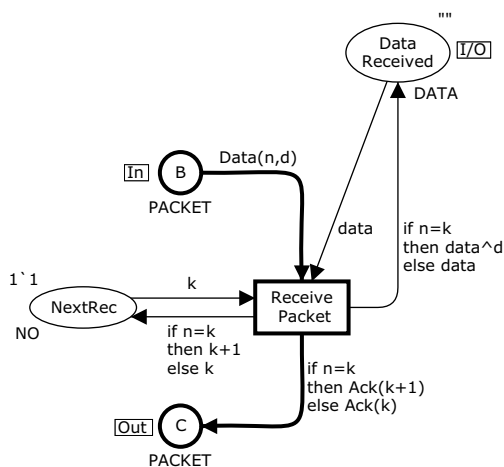 ""
Data
Received
I/O
DATA
Data(n,d)
In
B
PACKET
data
if n=k
then data^d
else data
1`1
NextRec
NO
k
Receive
Packet
if n=k
then k+1
else k
if n=k
then Ack(k+1)
else Ack(k)
Out
C
PACKET